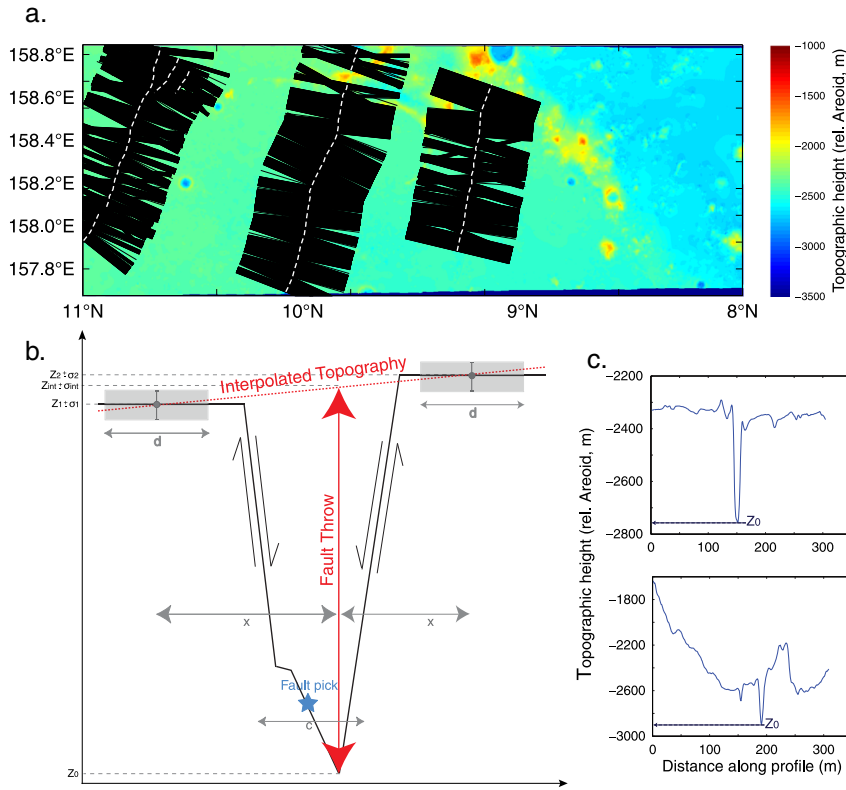 a.
158.8°E
158.6°E
158.4°E
158.2°E
158.0°E
157.8°E
11°N
10°N
9°N
8°N
-1000
-1500
-2000
-2500
-3000
-3500
Topographic height (rel. Areoid, m)
b.
Z2 ± σ2
Zint ± σint
Z1 ± σ1
Interpolated Topography
d
d
Fault Throw
x
x
Fault pick
c
Z0
c.
Topographic height (rel. Areoid, m)
-2200
-2400
-2600
-2800
Z0
0
100
200
300
-1800
-2200
-2600
-3000
Z0
0
100
200
300
Distance along profile (m)